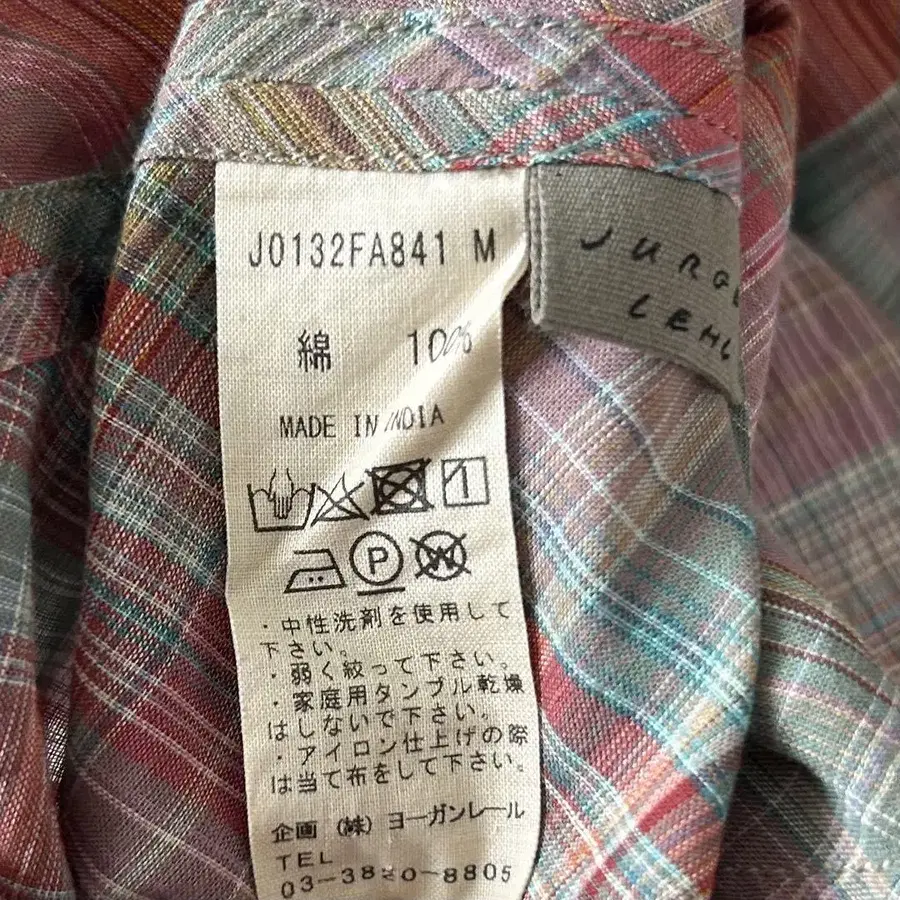 J0132FA841 M
JURGE
LEHL
綿 100%
MADE IN INDIA
1
P
W
・中性洗剤を使用して
下さい。
・弱く絞って下さい。
・家庭用タンブル乾燥
はしないで下さい。
・アイロン仕上げの際
は当て布をして下さい。
企画 (株) ヨーガンレール
TEL
03-3820-8805